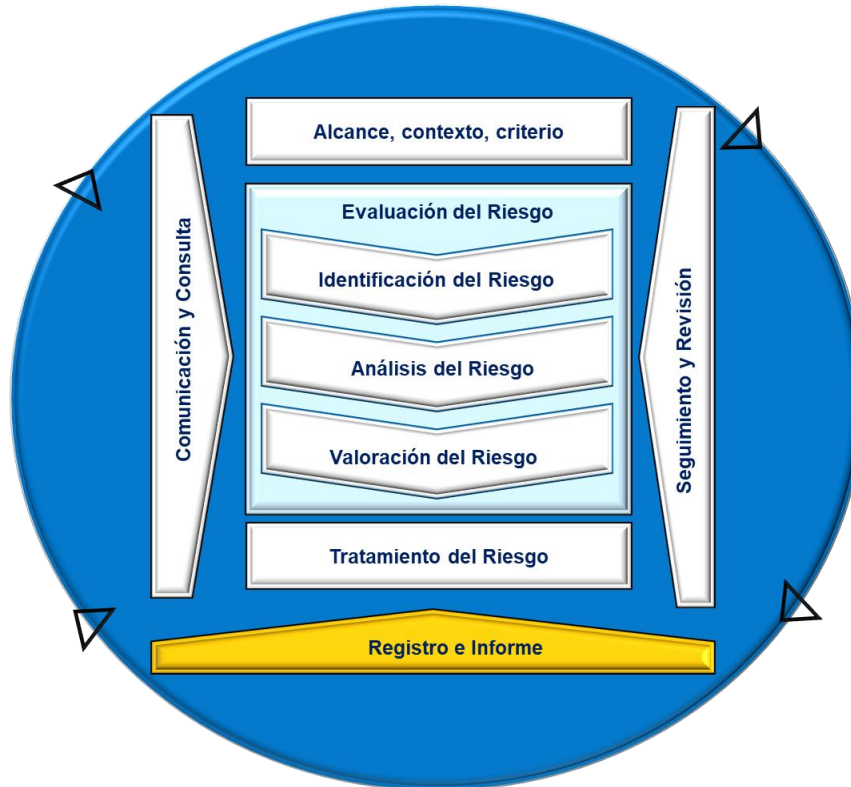 Alcance, contexto, criterio
Comunicación y Consulta
Evaluación del Riesgo
Identificación del Riesgo
Análisis del Riesgo
Valoración del Riesgo
Seguimiento y Revisión
Tratamiento del Riesgo
Registro e Informe